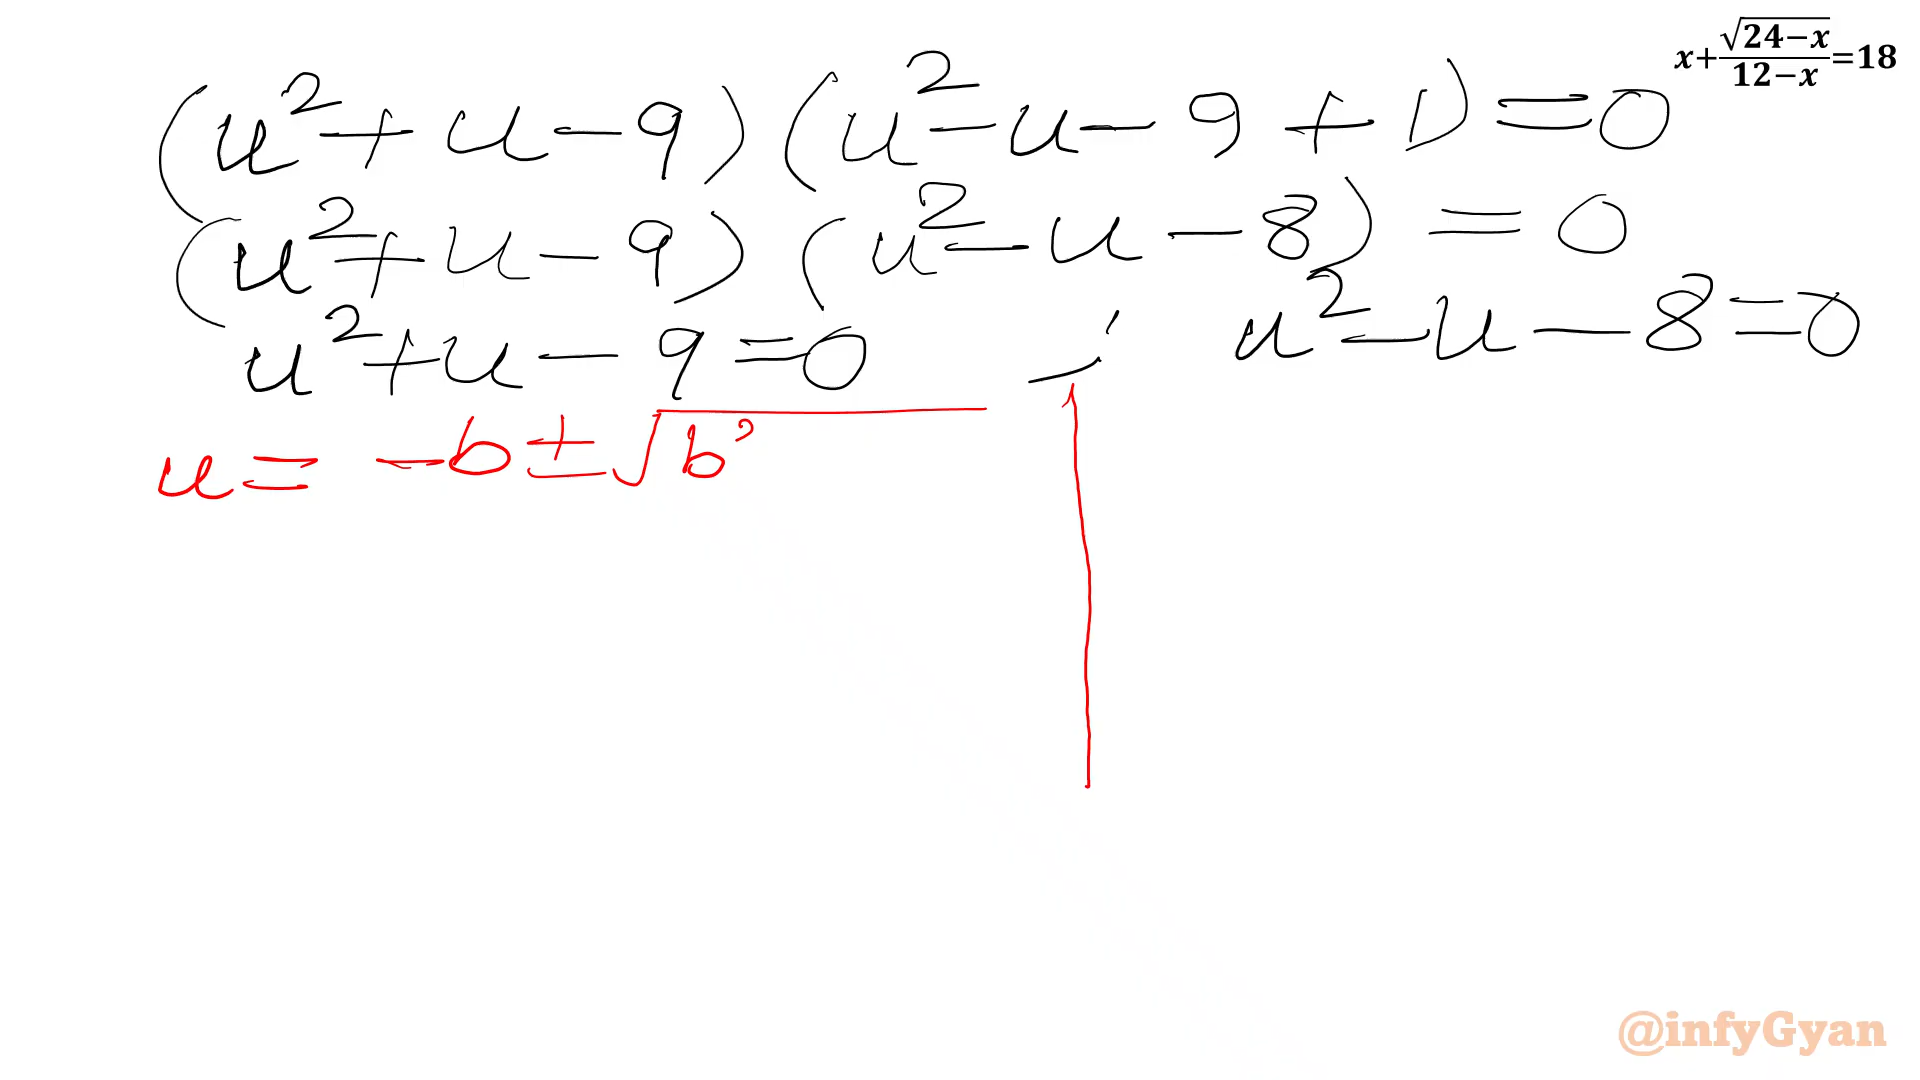 x+√(24−x)/(12−x)=18
(u²+u−9)(u²−u−9+1)=0
(u²+u−9)(u²−u−8)=0
u²+u−9=0 ; u²−u−8=0
u= −b±√b²
@infyGyan